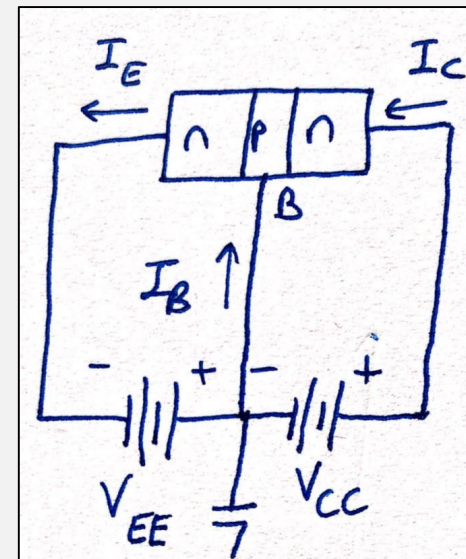 I_E I_C
n P n
B
I_B
- + - +
V_EE V_CC